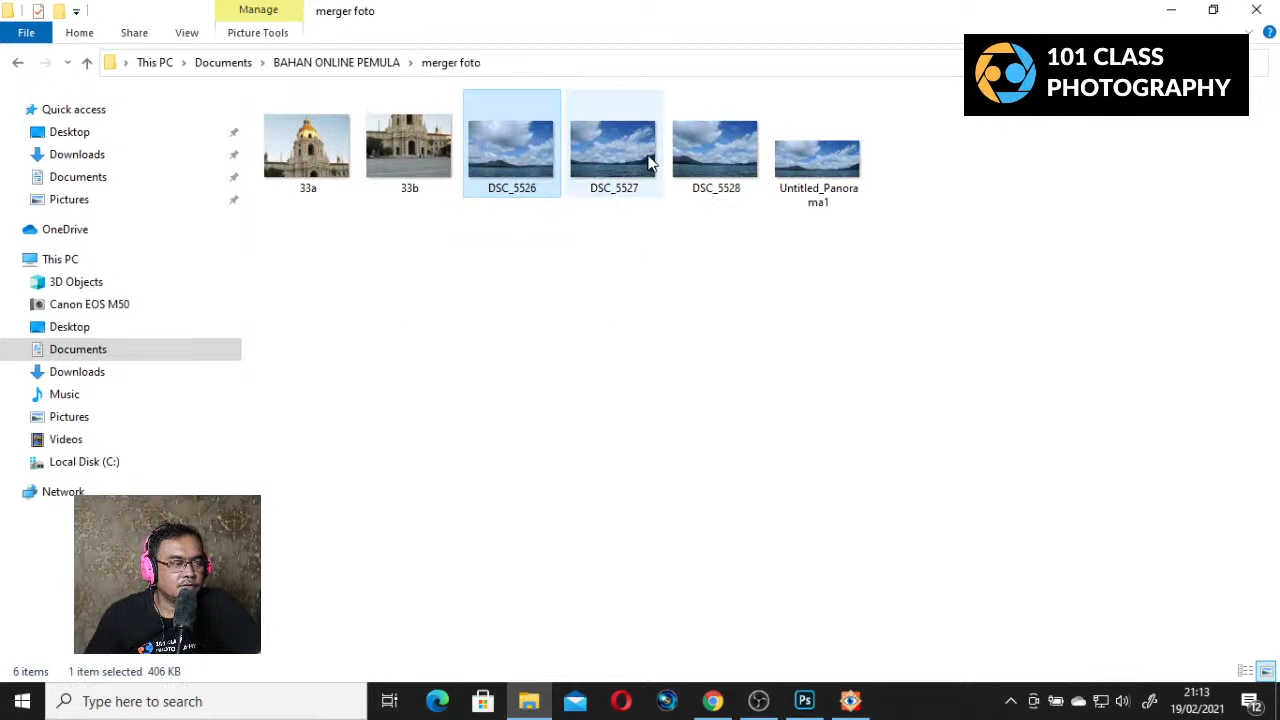 Manage
merger foto
File
Home
Share
View
Picture Tools
This PC
Documents
BAHAN ONLINE PEMULA
merger foto
101 CLASS
PHOTOGRAPHY
Quick access
Desktop
Downloads
Documents
Pictures
OneDrive
This PC
3D Objects
Canon EOS M50
Desktop
Documents
Downloads
Music
Pictures
Videos
Local Disk (C:)
Network
33a
33b
DSC_5526
DSC_5527
DSC_5528
Untitled_Panora
ma1
6 items
1 item selected 406 KB
Type here to search
Ps
21:13
19/02/2021
12